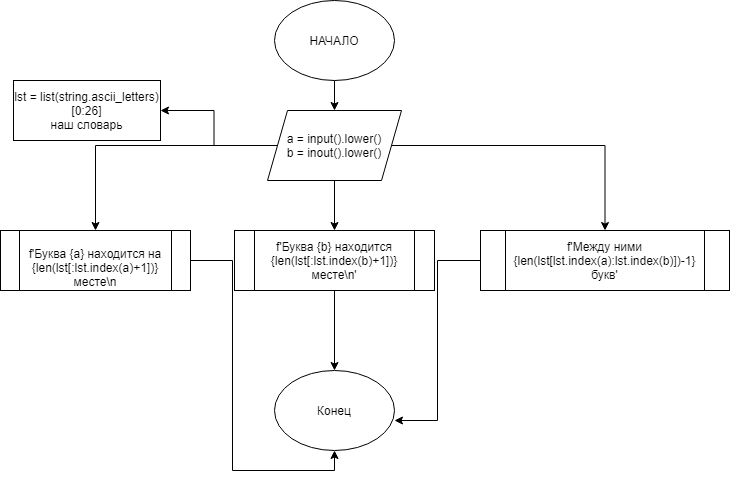 НАЧАЛО
lst = list(string.ascii_letters)
[0:26]
наш словарь
a = input().lower()
b = inout().lower()
f'Буква {a} находится на
{len(lst[:lst.index(a)+1])}
месте\n
f'Буква {b} находится
{len(lst[:lst.index(b)+1])}
месте\n'
f'Между ними
{len(lst[lst.index(a):lst.index(b)])-1}
букв'
Конец